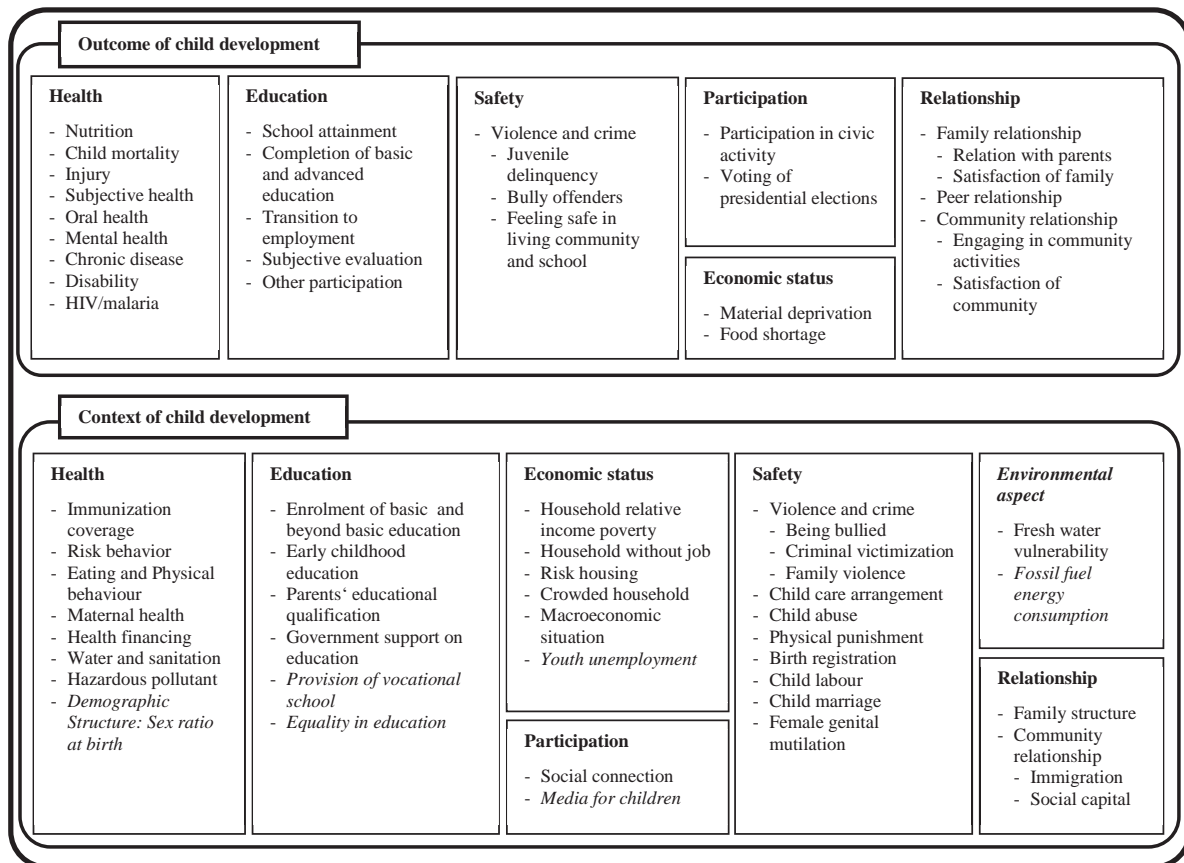 Outcome of child development
Health
- Nutrition
- Child mortality
- Injury
- Subjective health
- Oral health
- Mental health
- Chronic disease
- Disability
- HIV/malaria
Education
- School attainment
- Completion of basic
and advanced
education
- Transition to
employment
- Subjective evaluation
- Other participation
Safety
- Violence and crime
- Juvenile
delinquency
- Bully offenders
- Feeling safe in
living community
and school
Participation
- Participation in civic
activity
- Voting of
presidential elections
Economic status
- Material deprivation
- Food shortage
Relationship
- Family relationship
- Relation with parents
- Satisfaction of family
- Peer relationship
- Community relationship
- Engaging in community
activities
- Satisfaction of
community
Context of child development
Health
- Immunization
coverage
- Risk behavior
- Eating and Physical
behaviour
- Maternal health
- Health financing
- Water and sanitation
- Hazardous pollutant
- Demographic
Structure: Sex ratio
at birth
Education
- Enrolment of basic and
beyond basic education
- Early childhood
education
- Parents‘ educational
qualification
- Government support on
education
- Provision of vocational
school
- Equality in education
Economic status
- Household relative
income poverty
- Household without job
- Risk housing
- Crowded household
- Macroeconomic
situation
- Youth unemployment
Participation
- Social connection
- Media for children
Safety
- Violence and crime
- Being bullied
- Criminal victimization
- Family violence
- Child care arrangement
- Child abuse
- Physical punishment
- Birth registration
- Child labour
- Child marriage
- Female genital
mutilation
Environmental
aspect
- Fresh water
vulnerability
- Fossil fuel
energy
consumption
Relationship
- Family structure
- Community
relationship
- Immigration
- Social capital